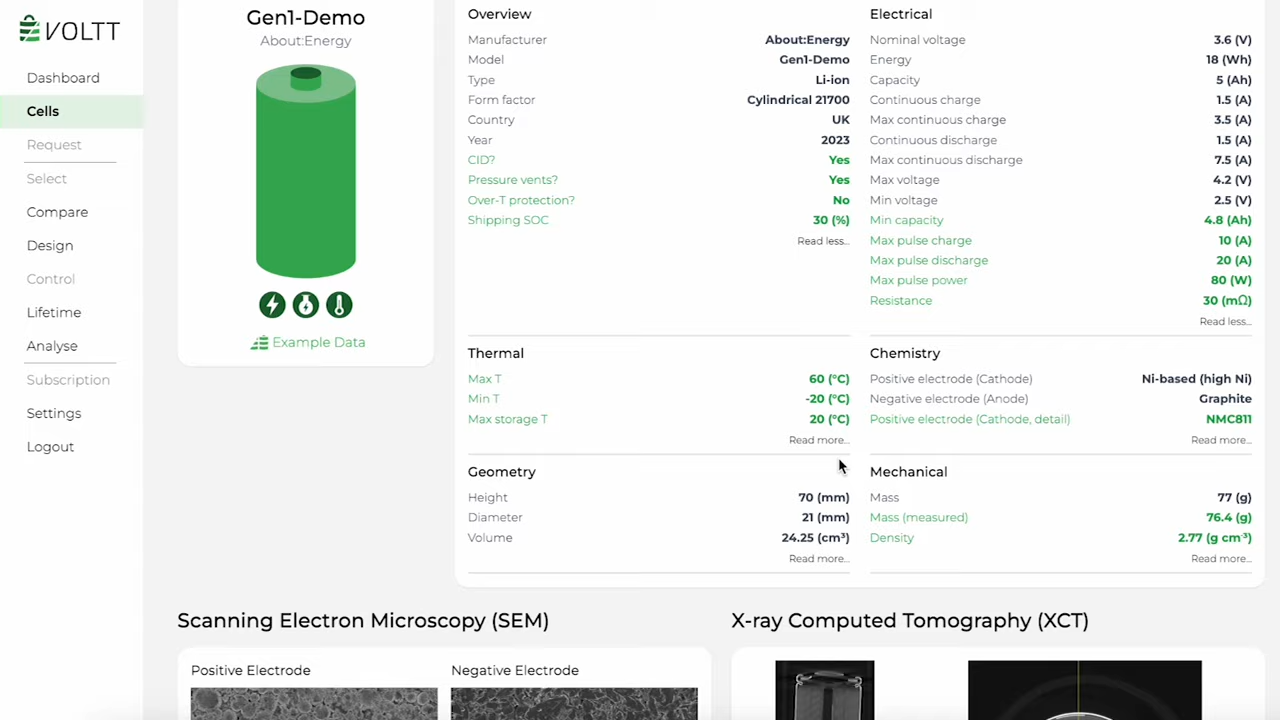 VOLTT
Dashboard
Cells
Request
Select
Compare
Design
Control
Lifetime
Analyse
Subscription
Settings
Logout
Gen1-Demo
About:Energy
Example Data
Overview
Manufacturer About:Energy
Model Gen1-Demo
Type Li-ion
Form factor Cylindrical 21700
Country UK
Year 2023
CID? Yes
Pressure vents? Yes
Over-T protection? No
Shipping SOC 30 (%)
Read less...
Electrical
Nominal voltage 3.6 (V)
Energy 18 (Wh)
Capacity 5 (Ah)
Continuous charge 1.5 (A)
Max continuous charge 3.5 (A)
Continuous discharge 1.5 (A)
Max continuous discharge 7.5 (A)
Max voltage 4.2 (V)
Min voltage 2.5 (V)
Min capacity 4.8 (Ah)
Max pulse charge 10 (A)
Max pulse discharge 20 (A)
Max pulse power 80 (W)
Resistance 30 (mΩ)
Read less...
Thermal
Max T 60 (°C)
Min T -20 (°C)
Max storage T 20 (°C)
Read more...
Chemistry
Positive electrode (Cathode) Ni-based (high Ni)
Negative electrode (Anode) Graphite
Positive electrode (Cathode, detail) NMC811
Read more...
Geometry
Height 70 (mm)
Diameter 21 (mm)
Volume 24.25 (cm³)
Read more...
Mechanical
Mass 77 (g)
Mass (measured) 76.4 (g)
Density 2.77 (g cm⁻³)
Read more...
Scanning Electron Microscopy (SEM)
Positive Electrode
Negative Electrode
X-ray Computed Tomography (XCT)